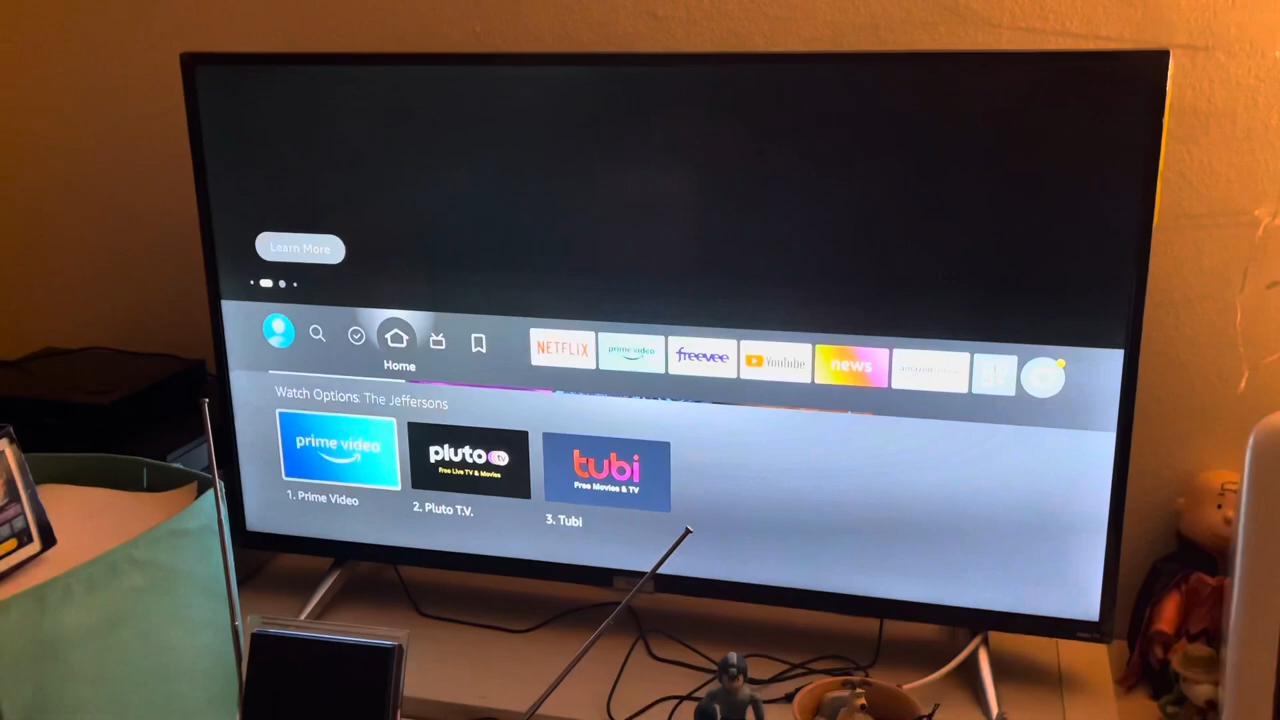 Learn More
NETFLIX
prime video
freevee
YouTube
news
Home
Watch Options: The Jeffersons
prime video
pluto tv
Free Live TV & Movies
tubi
Free Movies & TV
1. Prime Video
2. Pluto T.V.
3. Tubi